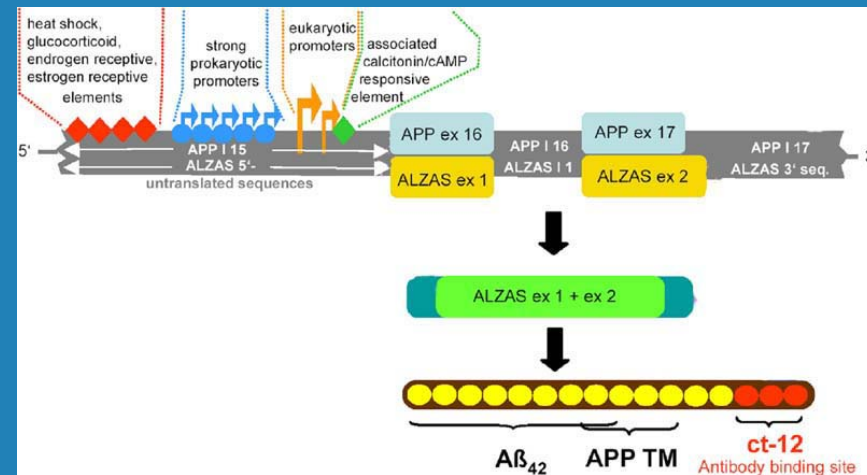 heat shock,
glucocorticoid,
endrogen receptive,
estrogen receptive
elements
strong
prokaryotic
promoters
eukaryotic
promoters
associated
calcitonin/cAMP
responsive
element
5'
APP I 15
ALZAS 5'-
untranslated sequences
APP ex 16
ALZAS ex 1
APP I 16
ALZAS I 1
APP ex 17
ALZAS ex 2
APP I 17
ALZAS 3' seq.
ALZAS ex 1 + ex 2
Aß₄₂
APP TM
ct-12
Antibody binding site